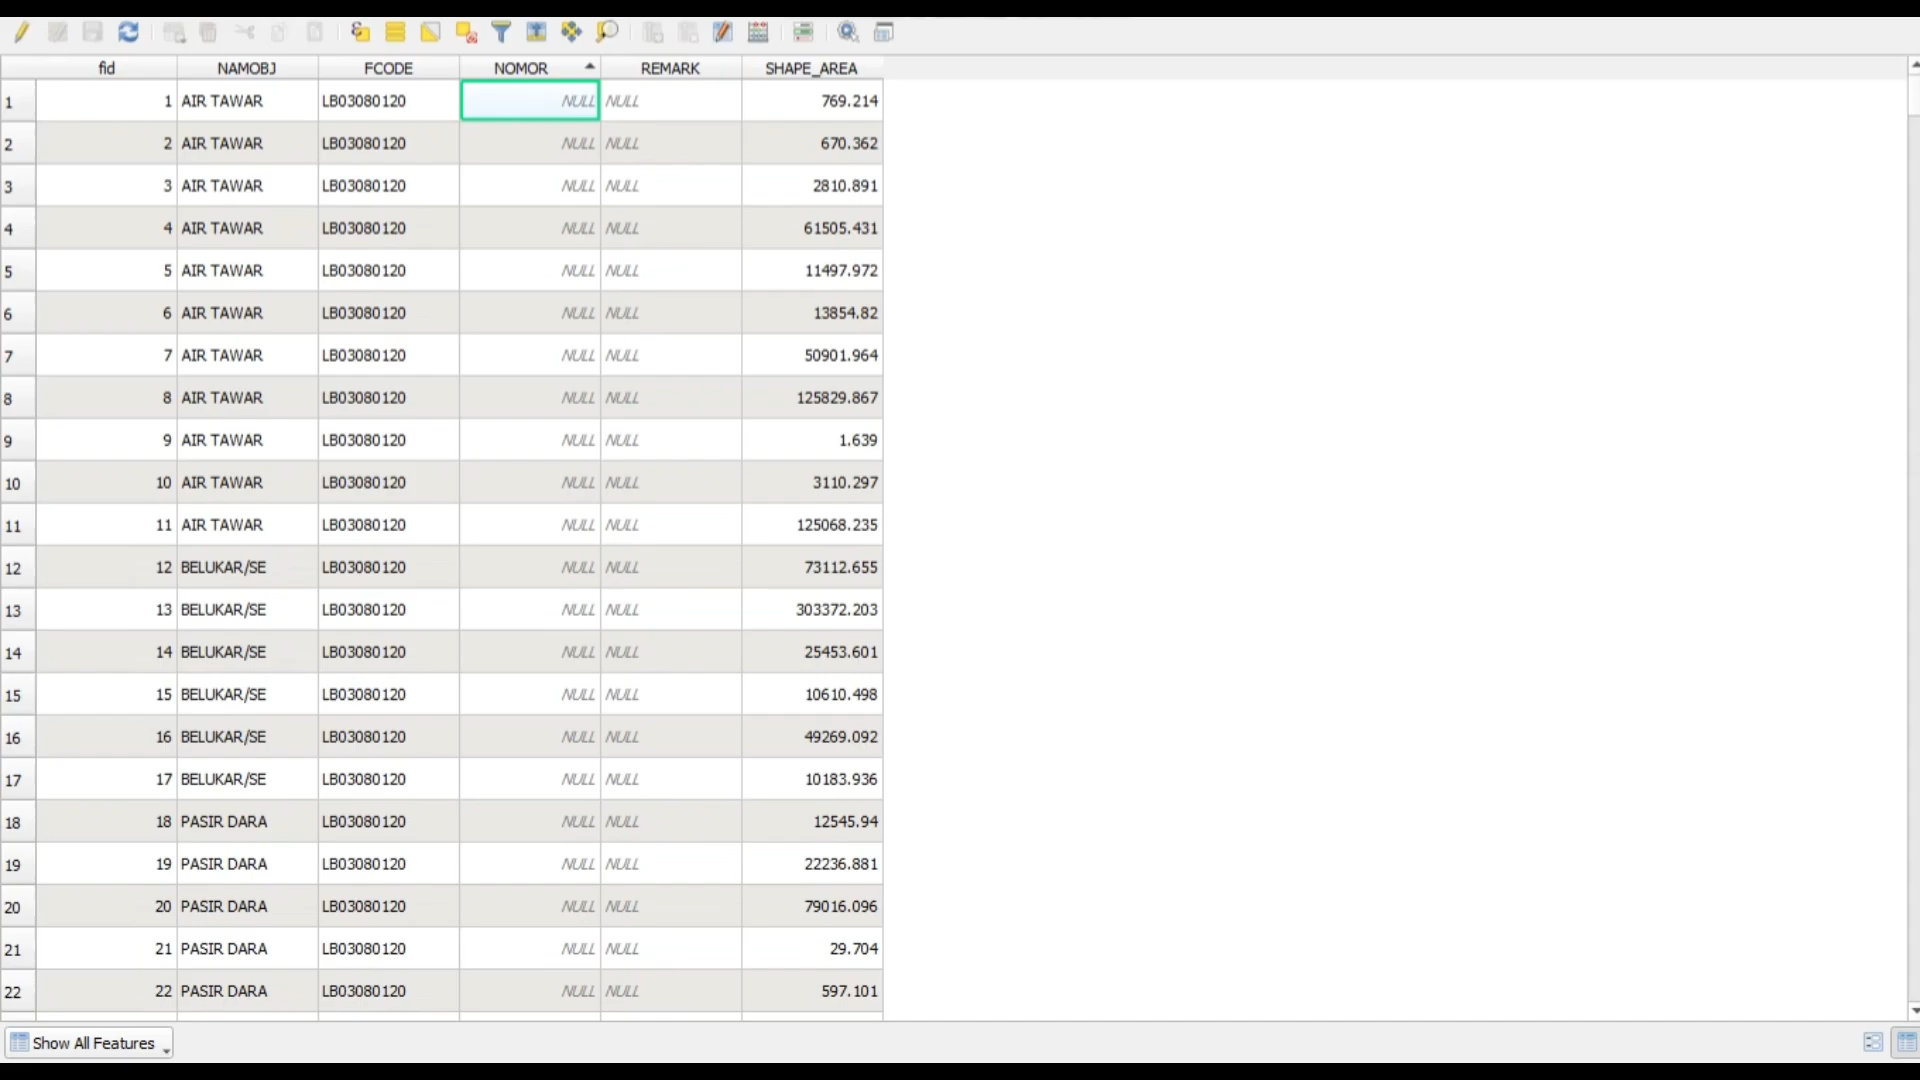 fid NAMOBJ FCODE NOMOR REMARK SHAPE_AREA
1 1 AIR TAWAR LB03080120 NULL NULL 769.214
2 2 AIR TAWAR LB03080120 NULL NULL 670.362
3 3 AIR TAWAR LB03080120 NULL NULL 2810.891
4 4 AIR TAWAR LB03080120 NULL NULL 61505.431
5 5 AIR TAWAR LB03080120 NULL NULL 11497.972
6 6 AIR TAWAR LB03080120 NULL NULL 13854.82
7 7 AIR TAWAR LB03080120 NULL NULL 50901.964
8 8 AIR TAWAR LB03080120 NULL NULL 125829.867
9 9 AIR TAWAR LB03080120 NULL NULL 1.639
10 10 AIR TAWAR LB03080120 NULL NULL 3110.297
11 11 AIR TAWAR LB03080120 NULL NULL 125068.235
12 12 BELUKAR/SE LB03080120 NULL NULL 73112.655
13 13 BELUKAR/SE LB03080120 NULL NULL 303372.203
14 14 BELUKAR/SE LB03080120 NULL NULL 25453.601
15 15 BELUKAR/SE LB03080120 NULL NULL 10610.498
16 16 BELUKAR/SE LB03080120 NULL NULL 49269.092
17 17 BELUKAR/SE LB03080120 NULL NULL 10183.936
18 18 PASIR DARA LB03080120 NULL NULL 12545.94
19 19 PASIR DARA LB03080120 NULL NULL 22236.881
20 20 PASIR DARA LB03080120 NULL NULL 79016.096
21 21 PASIR DARA LB03080120 NULL NULL 29.704
22 22 PASIR DARA LB03080120 NULL NULL 597.101
Show All Features